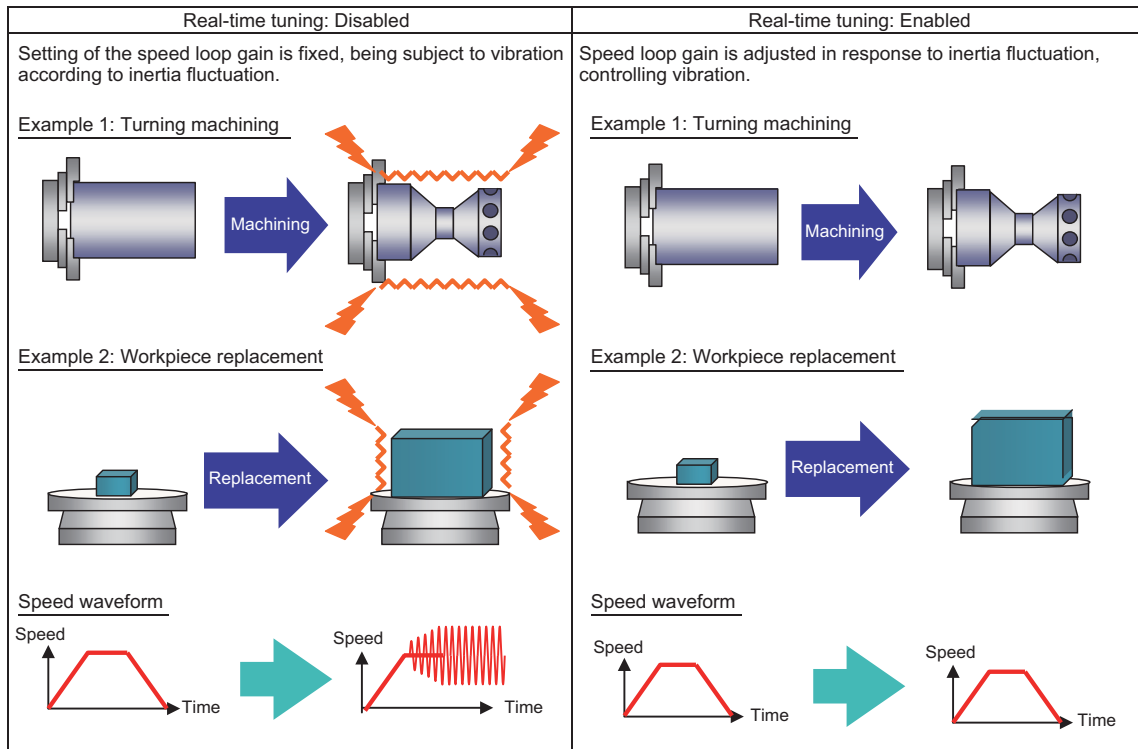 Real-time tuning: Disabled
Setting of the speed loop gain is fixed, being subject to vibration
according to inertia fluctuation.
Example 1: Turning machining
Machining
Example 2: Workpiece replacement
Replacement
Speed waveform
Speed
Time
Time
Speed
Real-time tuning: Enabled
Speed loop gain is adjusted in response to inertia fluctuation,
controlling vibration.
Example 1: Turning machining
Machining
Example 2: Workpiece replacement
Replacement
Speed waveform
Speed
Time
Speed
Time